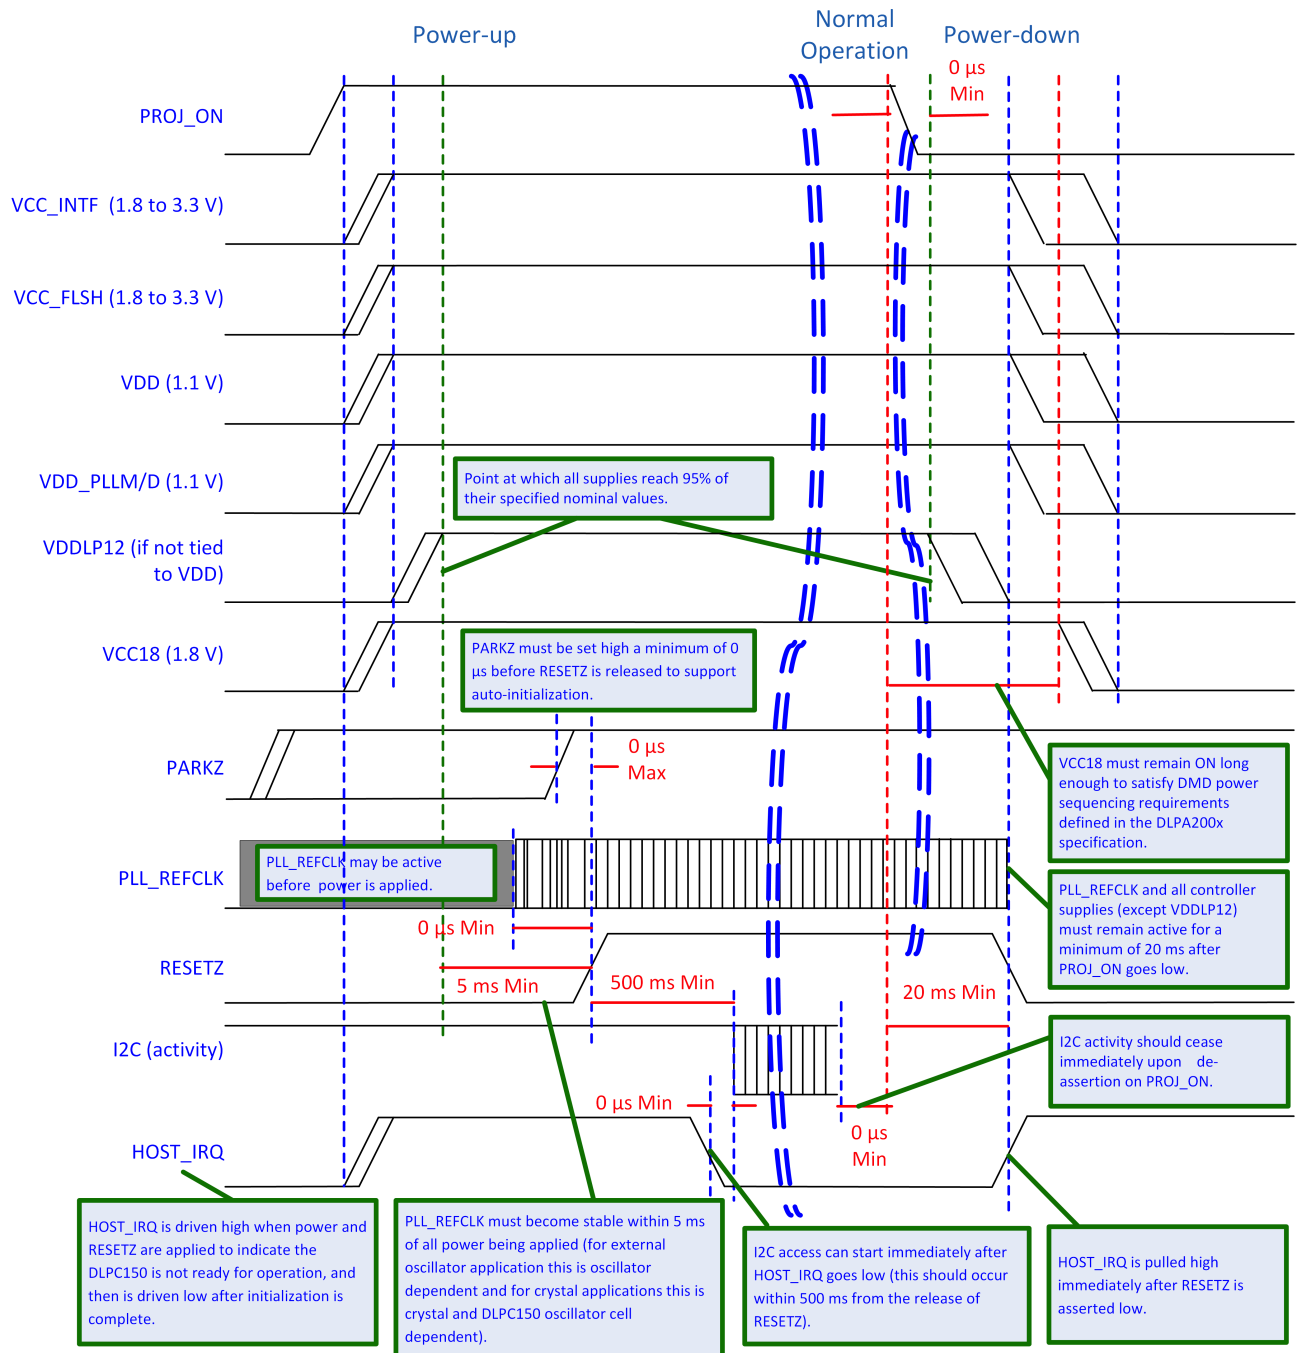 Power-up
Normal
Operation
Power-down
0 µs
Min
PROJ_ON
VCC_INTF (1.8 to 3.3 V)
VCC_FLSH (1.8 to 3.3 V)
VDD (1.1 V)
VDD_PLLM/D (1.1 V)
Point at which all supplies reach 95% of
their specified nominal values.
VDDLP12 (if not tied
to VDD)
VCC18 (1.8 V)
PARKZ must be set high a minimum of 0
µs before RESETZ is released to support
auto-initialization.
PARKZ
0 µs
Max
VCC18 must remain ON long
enough to satisfy DMD power
sequencing requirements
defined in the DLPA200x
specification.
PLL_REFCLK
PLL_REFCLK may be active
before power is applied.
PLL_REFCLK and all controller
supplies (except VDDLP12)
must remain active for a
minimum of 20 ms after
PROJ_ON goes low.
0 µs Min
RESETZ
5 ms Min
500 ms Min
20 ms Min
I2C (activity)
I2C activity should cease
immediately upon de-
assertion on PROJ_ON.
0 µs Min
0 µs
Min
HOST_IRQ
HOST_IRQ is driven high when power and
RESETZ are applied to indicate the
DLPC150 is not ready for operation, and
then is driven low after initialization is
complete.
PLL_REFCLK must become stable within 5 ms
of all power being applied (for external
oscillator application this is oscillator
dependent and for crystal applications this is
crystal and DLPC150 oscillator cell
dependent).
I2C access can start immediately after
HOST_IRQ goes low (this should occur
within 500 ms from the release of
RESETZ).
HOST_IRQ is pulled high
immediately after RESETZ is
asserted low.